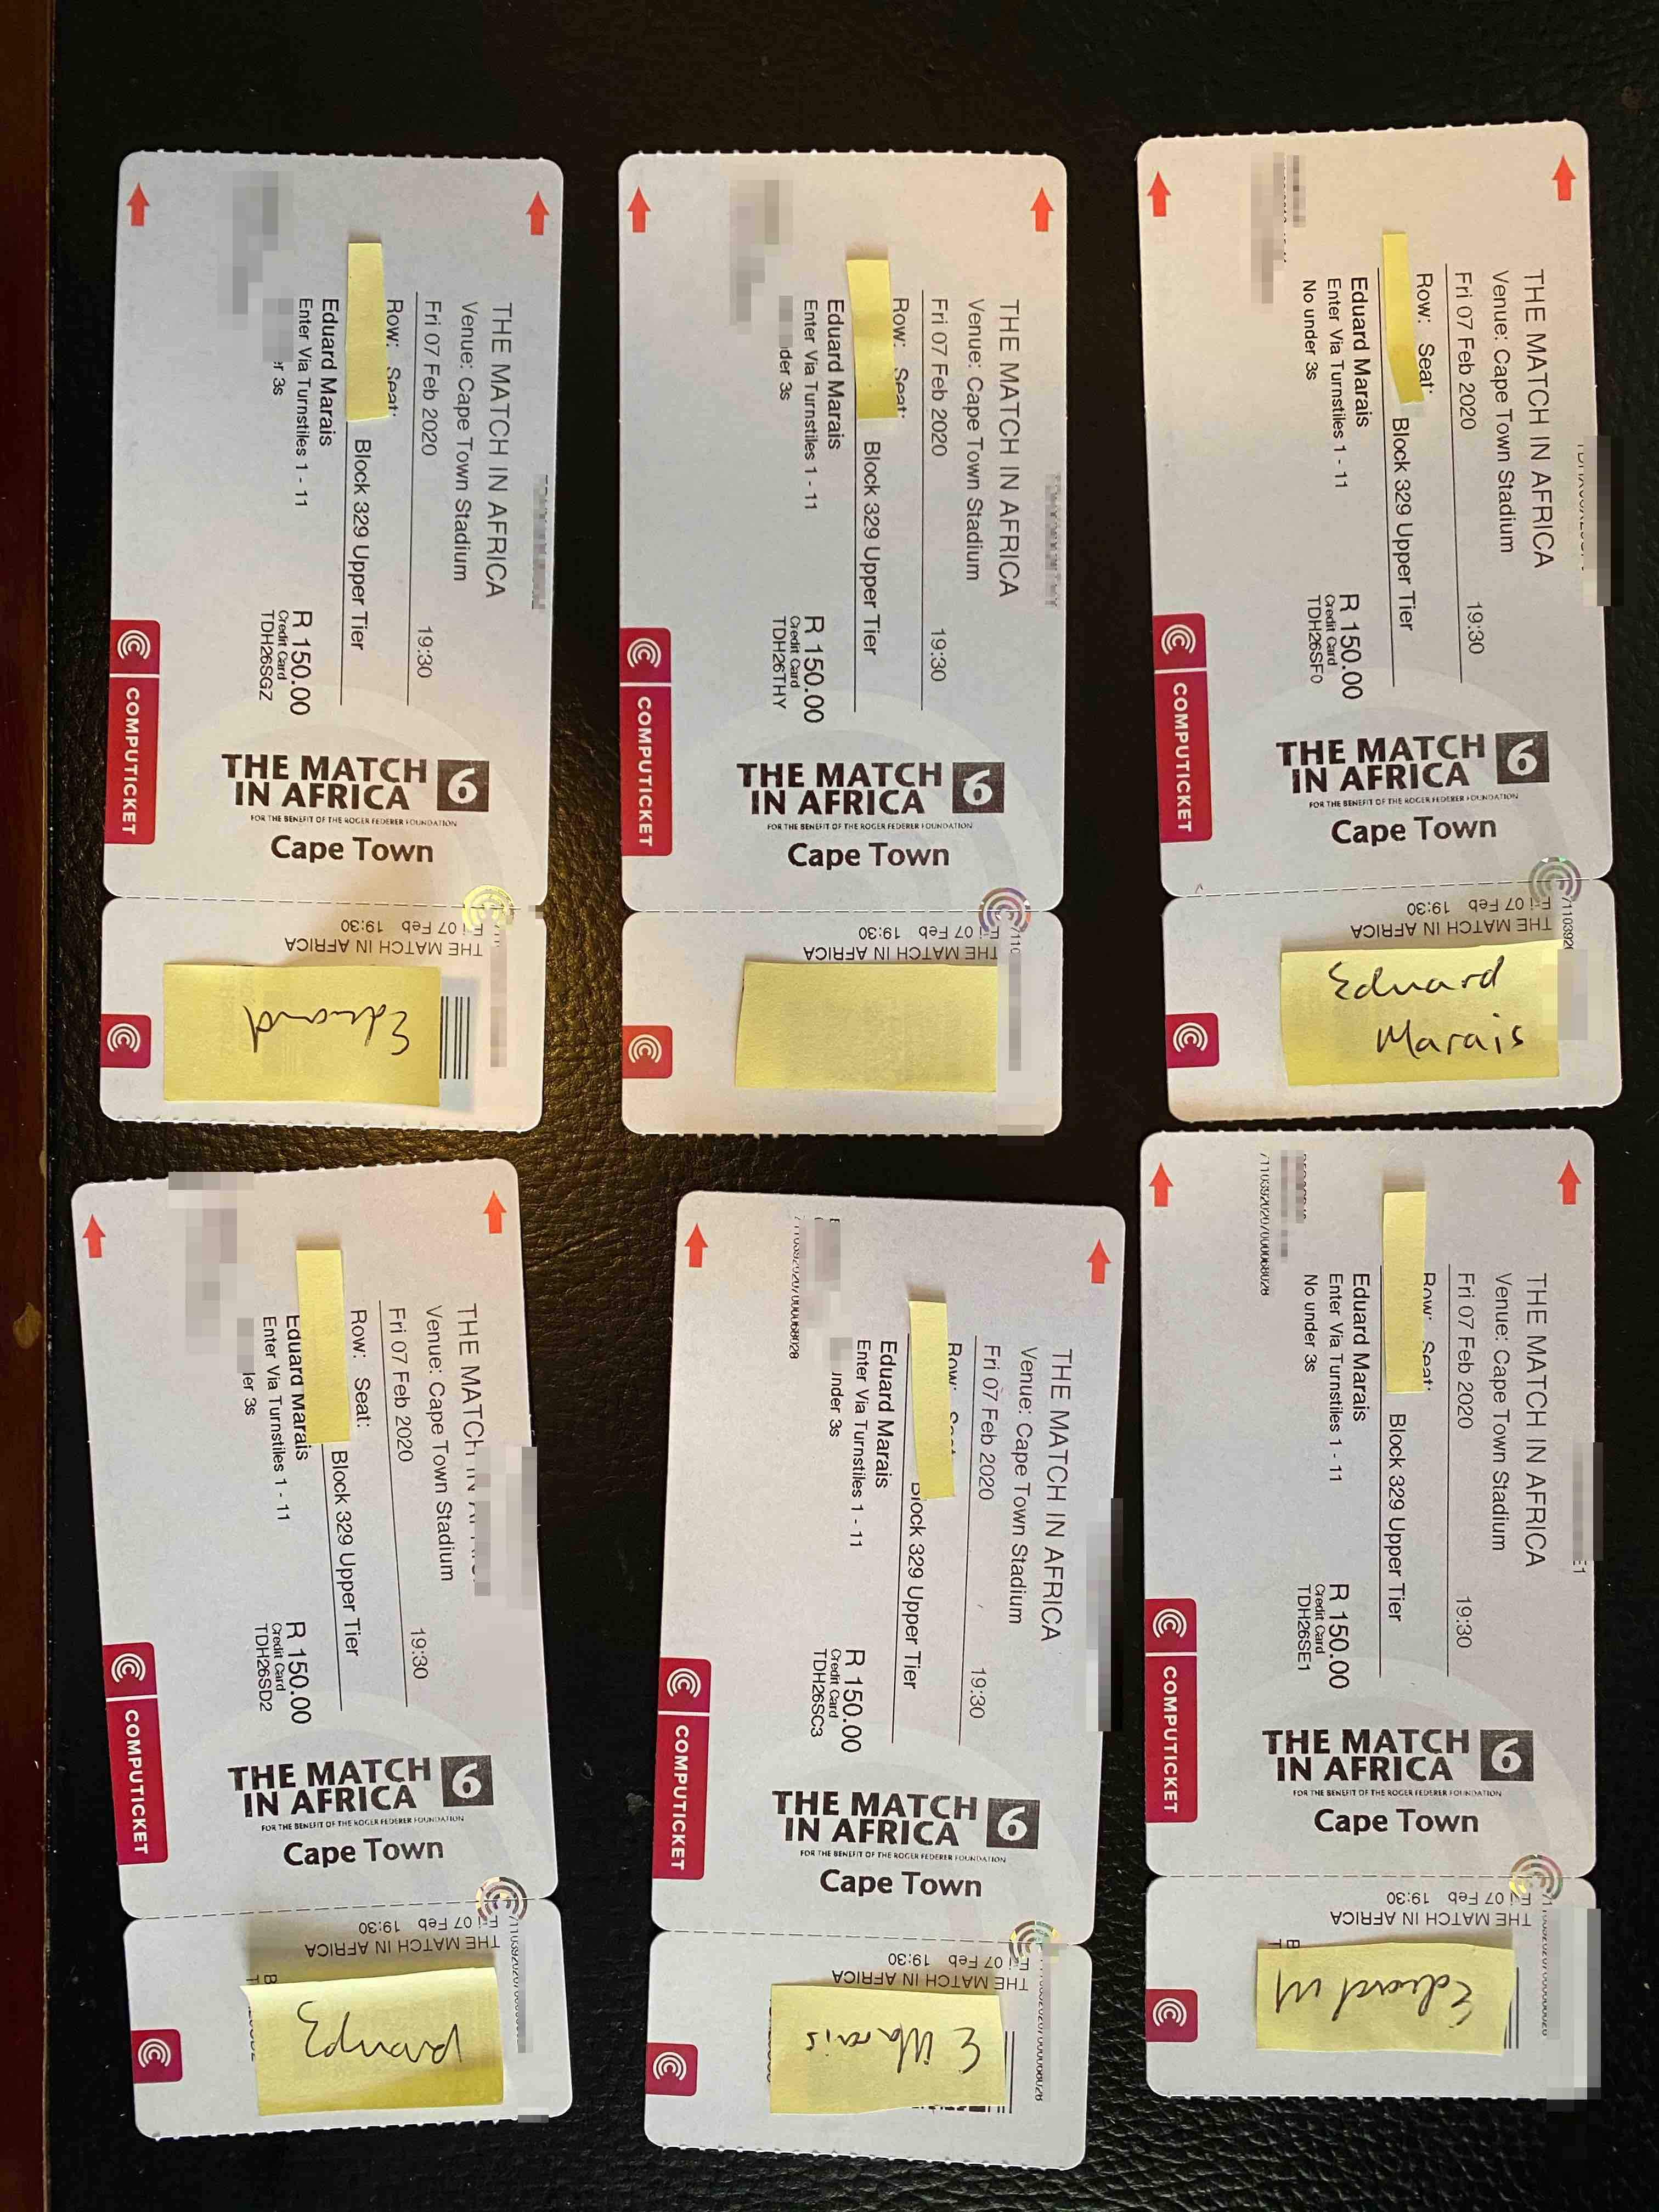 THE MATCH IN AFRICA
Venue: Cape Town Stadium
Fri 07 Feb 2020 19:30
Row: Seat:
Block 329 Upper Tier
Eduard Marais
Enter Via Turnstiles 1 - 11
R 150.00
Credit Card
TDH26SGZ
COMPUTICKET
THE MATCH 6
IN AFRICA
FOR THE BENEFIT OF THE ROGER FEDERER FOUNDATION
Cape Town
Fri 07 Feb 19:30
THE MATCH IN AFRICA
Eduard
THE MATCH IN AFRICA
Venue: Cape Town Stadium
Fri 07 Feb 2020 19:30
Row: Seat:
Block 329 Upper Tier
Eduard Marais
Enter Via Turnstiles 1 - 11
R 150.00
Credit Card
TDH26THY
COMPUTICKET
THE MATCH 6
IN AFRICA
FOR THE BENEFIT OF THE ROGER FEDERER FOUNDATION
Cape Town
Fri 07 Feb 19:30
THE MATCH IN AFRICA
THE MATCH IN AFRICA
Venue: Cape Town Stadium
Fri 07 Feb 2020 19:30
Row: Seat:
Block 329 Upper Tier
Eduard Marais
Enter Via Turnstiles 1 - 11
No under 3s
R 150.00
Credit Card
TDH26SF0
COMPUTICKET
THE MATCH 6
IN AFRICA
FOR THE BENEFIT OF THE ROGER FEDERER FOUNDATION
Cape Town
Fri 07 Feb 19:30
THE MATCH IN AFRICA
Eduard
Marais
THE MATCH IN
Venue: Cape Town Stadium
Fri 07 Feb 2020 19:30
Row: Seat:
Block 329 Upper Tier
Eduard Marais
Enter Via Turnstiles 1 - 11
R 150.00
Credit Card
TDH26SD2
COMPUTICKET
THE MATCH 6
IN AFRICA
FOR THE BENEFIT OF THE ROGER FEDERER FOUNDATION
Cape Town
Fri 07 Feb 19:30
THE MATCH IN AFRICA
Eduard
THE MATCH IN AFRICA
Venue: Cape Town Stadium
Fri 07 Feb 2020 19:30
Row: Seat:
Block 329 Upper Tier
Eduard Marais
Enter Via Turnstiles 1 - 11
R 150.00
Credit Card
TDH26SC3
COMPUTICKET
THE MATCH 6
IN AFRICA
FOR THE BENEFIT OF THE ROGER FEDERER FOUNDATION
Cape Town
Fri 07 Feb 19:30
THE MATCH IN AFRICA
E Marais
THE MATCH IN AFRICA
Venue: Cape Town Stadium
Fri 07 Feb 2020 19:30
Row: Seat:
Block 329 Upper Tier
Eduard Marais
Enter Via Turnstiles 1 - 11
No under 3s
R 150.00
Credit Card
TDH26SE1
COMPUTICKET
THE MATCH 6
IN AFRICA
FOR THE BENEFIT OF THE ROGER FEDERER FOUNDATION
Cape Town
Fri 07 Feb 19:30
THE MATCH IN AFRICA
Eduard M